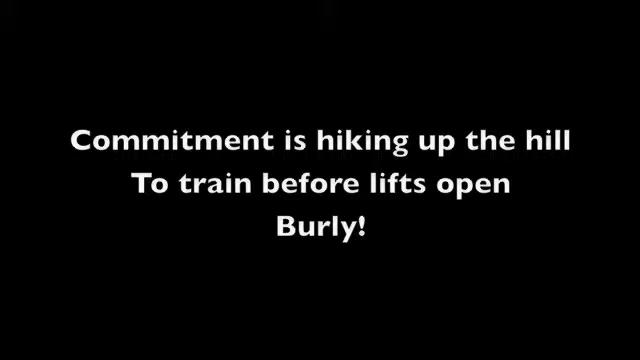 Commitment is hiking up the hill
To train before lifts open
Burly!